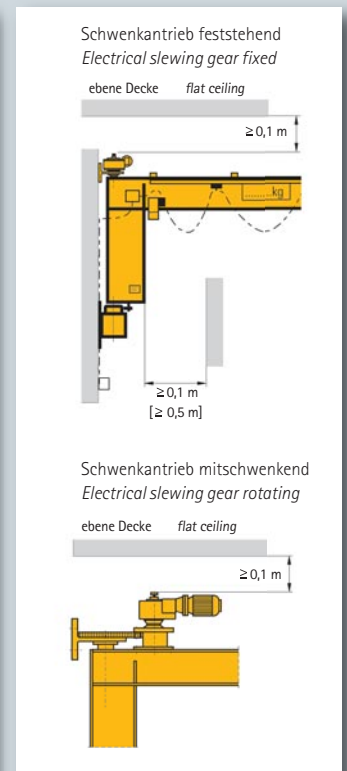 Schwenkantrieb feststehend
Electrical slewing gear fixed
ebene Decke flat ceiling
≥0,1 m
kg
≥0,1 m
[≥ 0,5 m]
Schwenkantrieb mitschwenkend
Electrical slewing gear rotating
ebene Decke flat ceiling
≥0,1 m